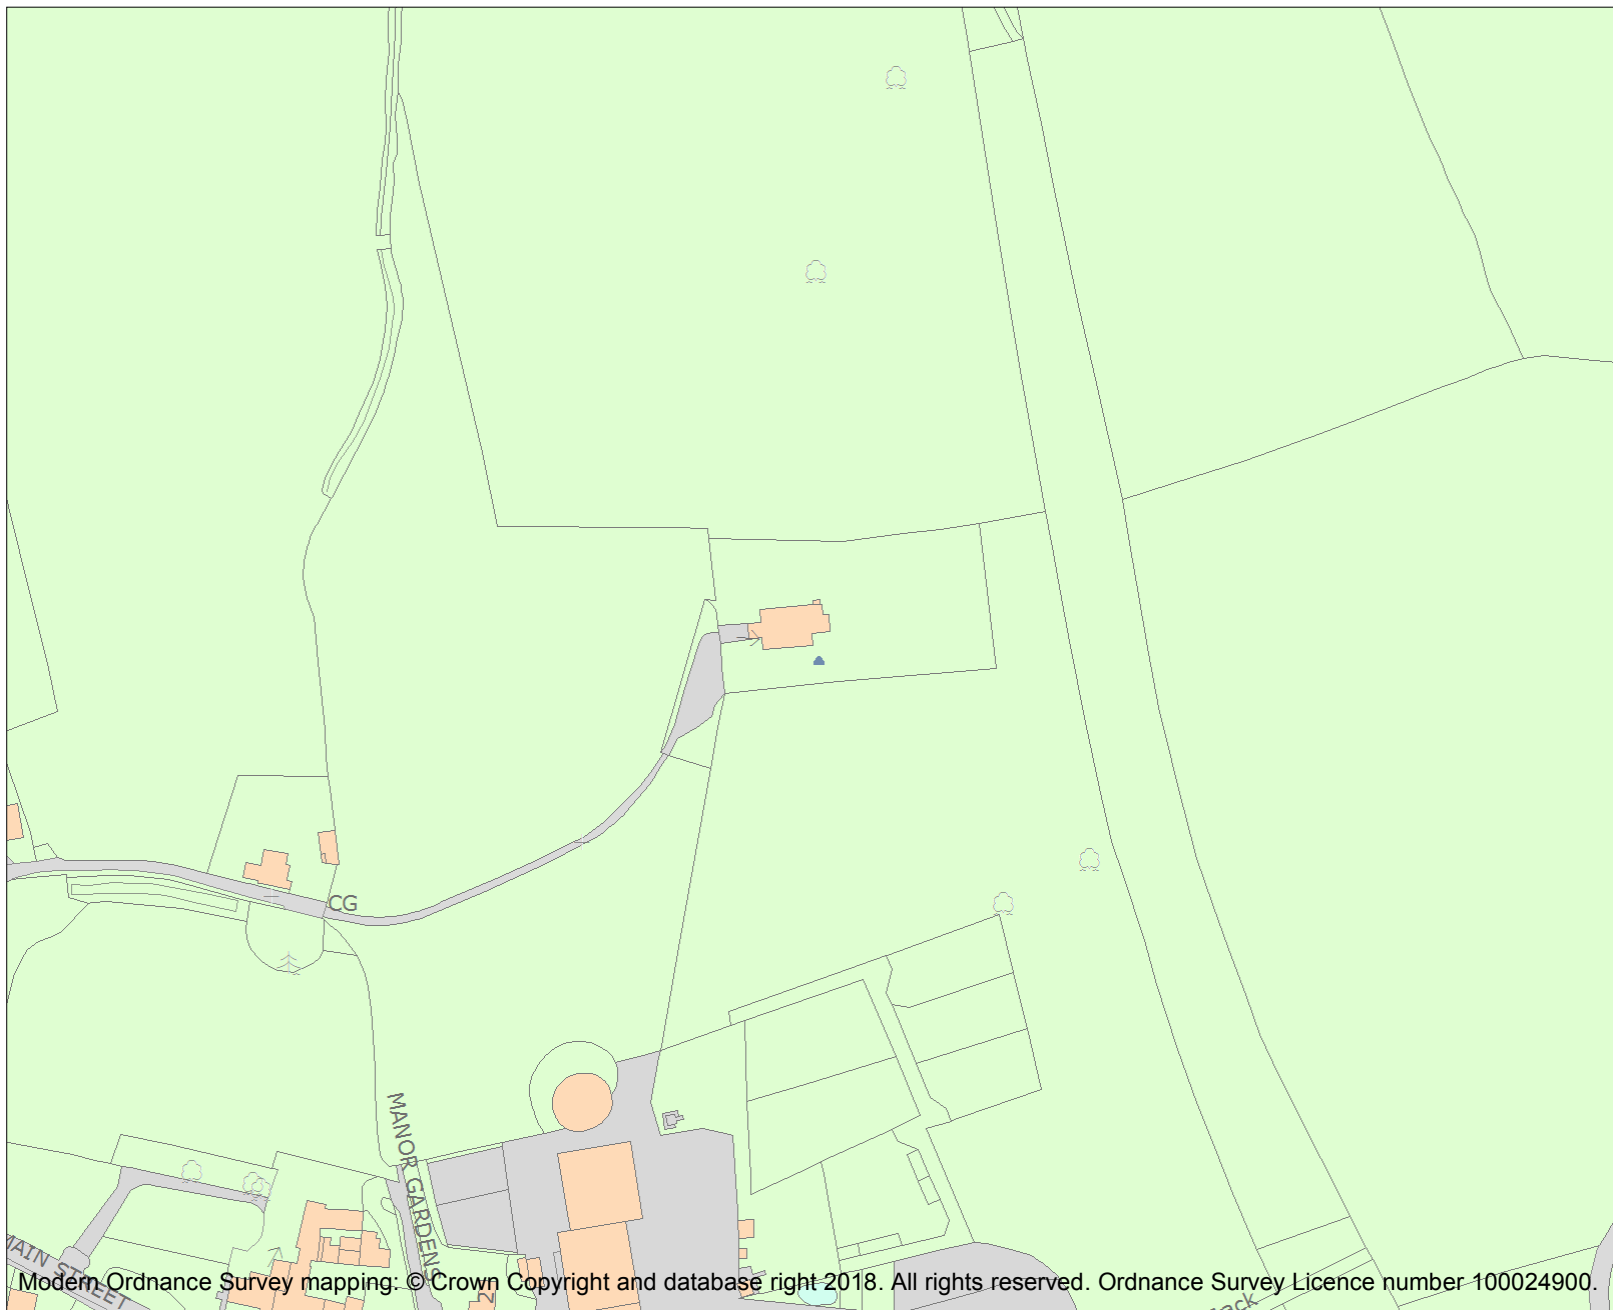 CG
MANOR GARDENS
MAIN STREET
Modern Ordnance Survey mapping: © Crown Copyright and database right 2018. All rights reserved. Ordnance Survey Licence number 100024900.